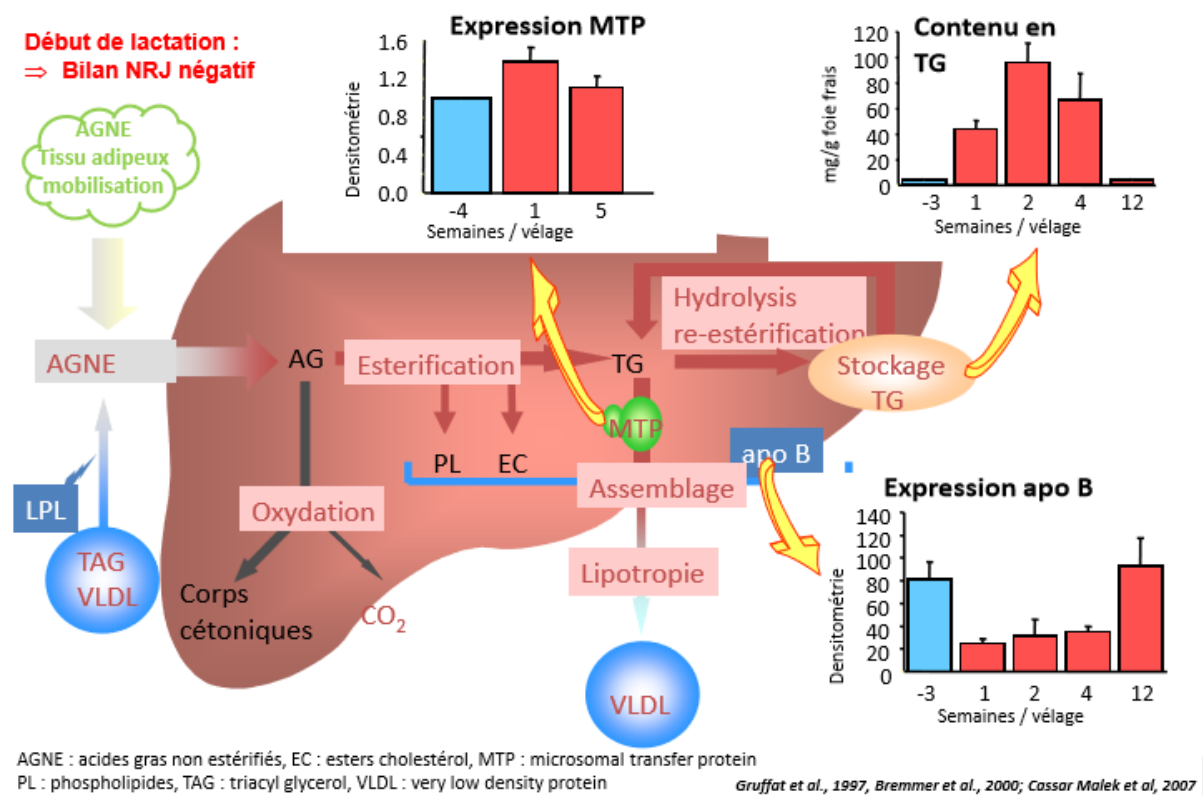 Début de lactation :
⇒ Bilan NRJ négatif
AGNE
Tissu adipeux
mobilisation
Expression MTP
Densitométrie
1.6
1.2
0.8
0.4
0.0
-4 1 5
Semaines / vélage
Contenu en
TG
mg/g foie frais
120
100
80
60
40
20
0
-3 1 2 4 12
Semaines / vélage
AGNE
AG
Esterification
TG
Hydrolysis
re-estérification
Stockage
TG
MTP
PL
EC
apo B
Assemblage
LPL
Oxydation
TAG
VLDL
Corps
cétoniques
CO2
Lipotropie
VLDL
Expression apo B
Densitométrie
140
120
100
80
60
40
20
0
-3 1 2 4 12
Semaines / vélage
AGNE : acides gras non estérifiés, EC : esters cholestérol, MTP : microsomal transfer protein
PL : phospholipides, TAG : triacyl glycerol, VLDL : very low density protein
Gruffat et al., 1997, Bremmer et al., 2000; Cassar Malek et al, 2007